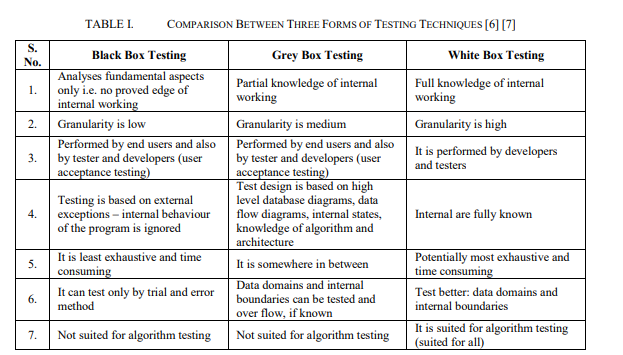 TABLE I. COMPARISON BETWEEN THREE FORMS OF TESTING TECHNIQUES [6] [7]
S. No. Black Box Testing Grey Box Testing White Box Testing
1. Analyses fundamental aspects only i.e. no proved edge of internal working Partial knowledge of internal working Full knowledge of internal working
2. Granularity is low Granularity is medium Granularity is high
3. Performed by end users and also by tester and developers (user acceptance testing) Performed by end users and also by tester and developers (user acceptance testing) It is performed by developers and testers
4. Testing is based on external exceptions – internal behaviour of the program is ignored Test design is based on high level database diagrams, data flow diagrams, internal states, knowledge of algorithm and architecture Internal are fully known
5. It is least exhaustive and time consuming It is somewhere in between Potentially most exhaustive and time consuming
6. It can test only by trial and error method Data domains and internal boundaries can be tested and over flow, if known Test better: data domains and internal boundaries
7. Not suited for algorithm testing Not suited for algorithm testing It is suited for algorithm testing (suited for all)